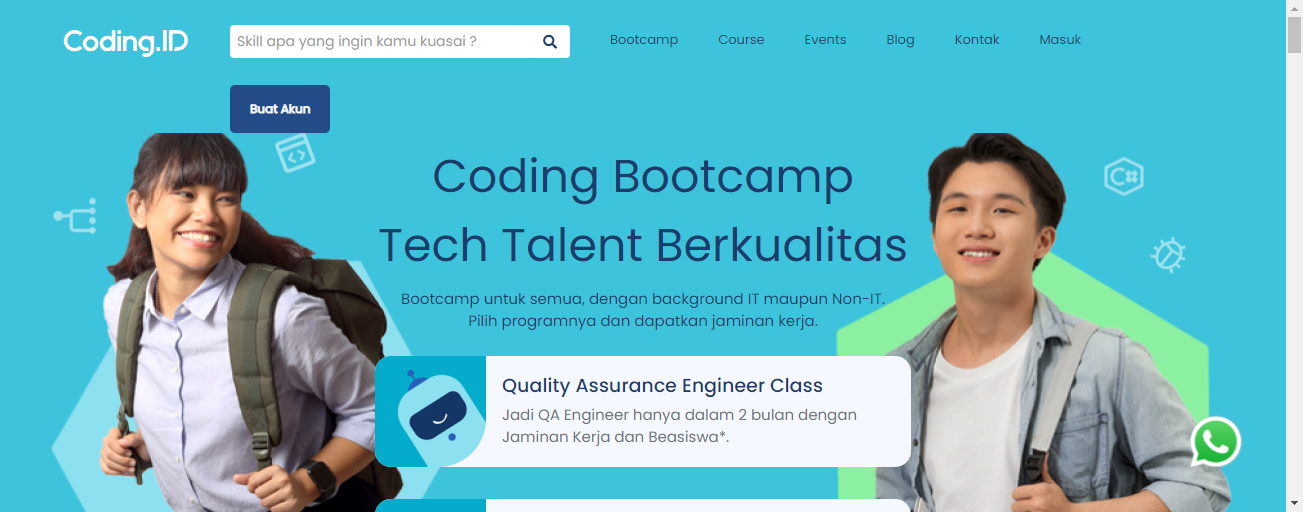 Coding.ID
Skill apa yang ingin kamu kuasai ?
Bootcamp
Course
Events
Blog
Kontak
Masuk
Buat Akun
Coding Bootcamp
Tech Talent Berkualitas
Bootcamp untuk semua, dengan background IT maupun Non-IT.
Pilih programnya dan dapatkan jaminan kerja.
Quality Assurance Engineer Class
Jadi QA Engineer hanya dalam 2 bulan dengan
Jaminan Kerja dan Beasiswa*.
C#